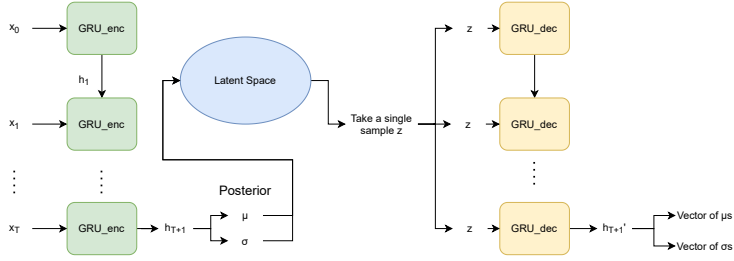 x0
GRU_enc
h1
x1
GRU_enc
xT
GRU_enc
hT+1
Posterior
μ
σ
Latent Space
Take a single
sample z
z
GRU_dec
z
GRU_dec
z
GRU_dec
hT+1'
Vector of μs
Vector of σs